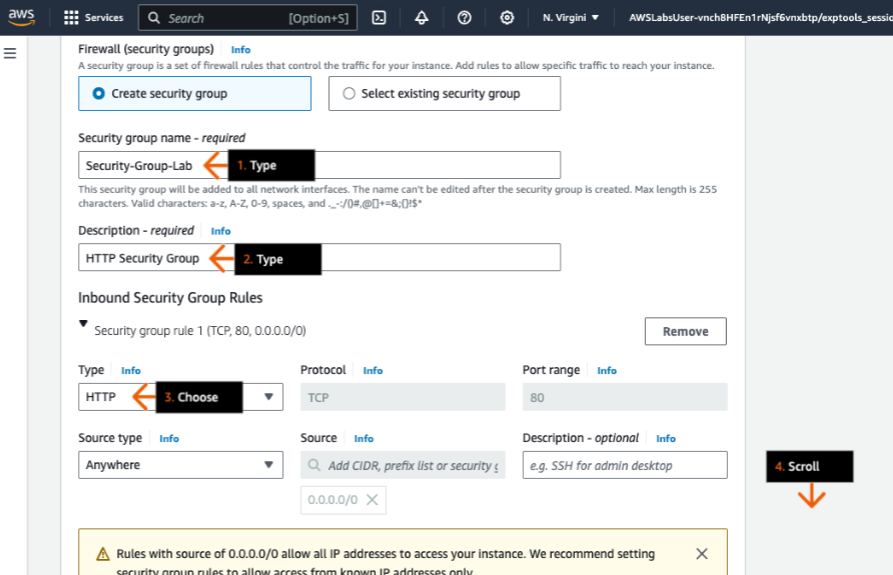 aws Services Search [Option+S] N. Virgini AWSLabsUser-vnch8HFEn1rNjsf6vnxbtp/exptools_sessio
Firewall (security groups) Info
A security group is a set of firewall rules that control the traffic for your instance. Add rules to allow specific traffic to reach your instance.
Create security group Select existing security group
Security group name - required
Security-Group-Lab 1. Type
This security group will be added to all network interfaces. The name can't be edited after the security group is created. Max length is 255
characters. Valid characters: a-z, A-Z, 0-9, spaces, and ._-:/()#,@[]+=&;{}!$*
Description - required Info
HTTP Security Group 2. Type
Inbound Security Group Rules
Security group rule 1 (TCP, 80, 0.0.0.0/0) Remove
Type Info Protocol Info Port range Info
HTTP 3. Choose TCP 80
Source type Info Source Info Description - optional Info
Anywhere Add CIDR, prefix list or security g e.g. SSH for admin desktop 4. Scroll
0.0.0.0/0
Rules with source of 0.0.0.0/0 allow all IP addresses to access your instance. We recommend setting
security group rules to allow access from known IP addresses only.